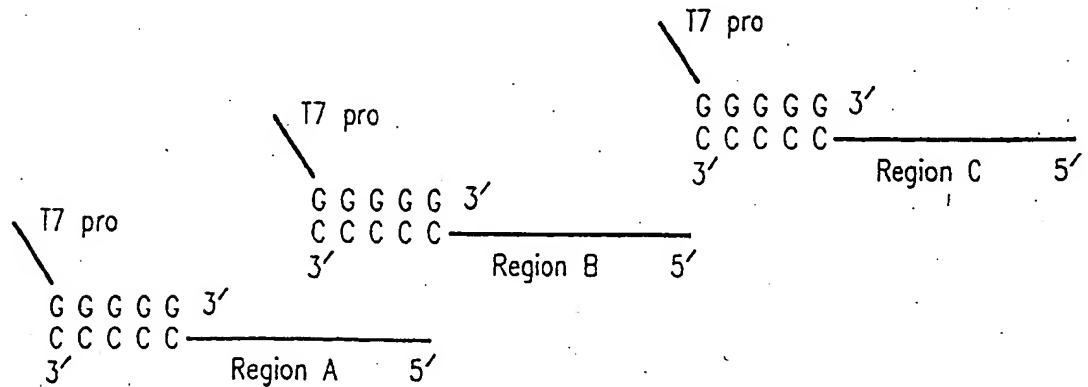 T7 pro
G G G G G 3′
C C C C C
3′ Region C 5′
T7 pro
G G G G G 3′
C C C C C
3′ Region B 5′
T7 pro
G G G G G 3′
C C C C C
3′ Region A 5′